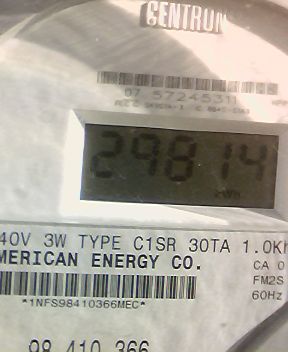 CENTRON
07 57245311
29814
kWh
40V 3W TYPE C1SR 30TA 1.0Kh
MERICAN ENERGY CO.
CA 0
FM2S
60Hz
*1NFS98410366MEC*
98 410 366